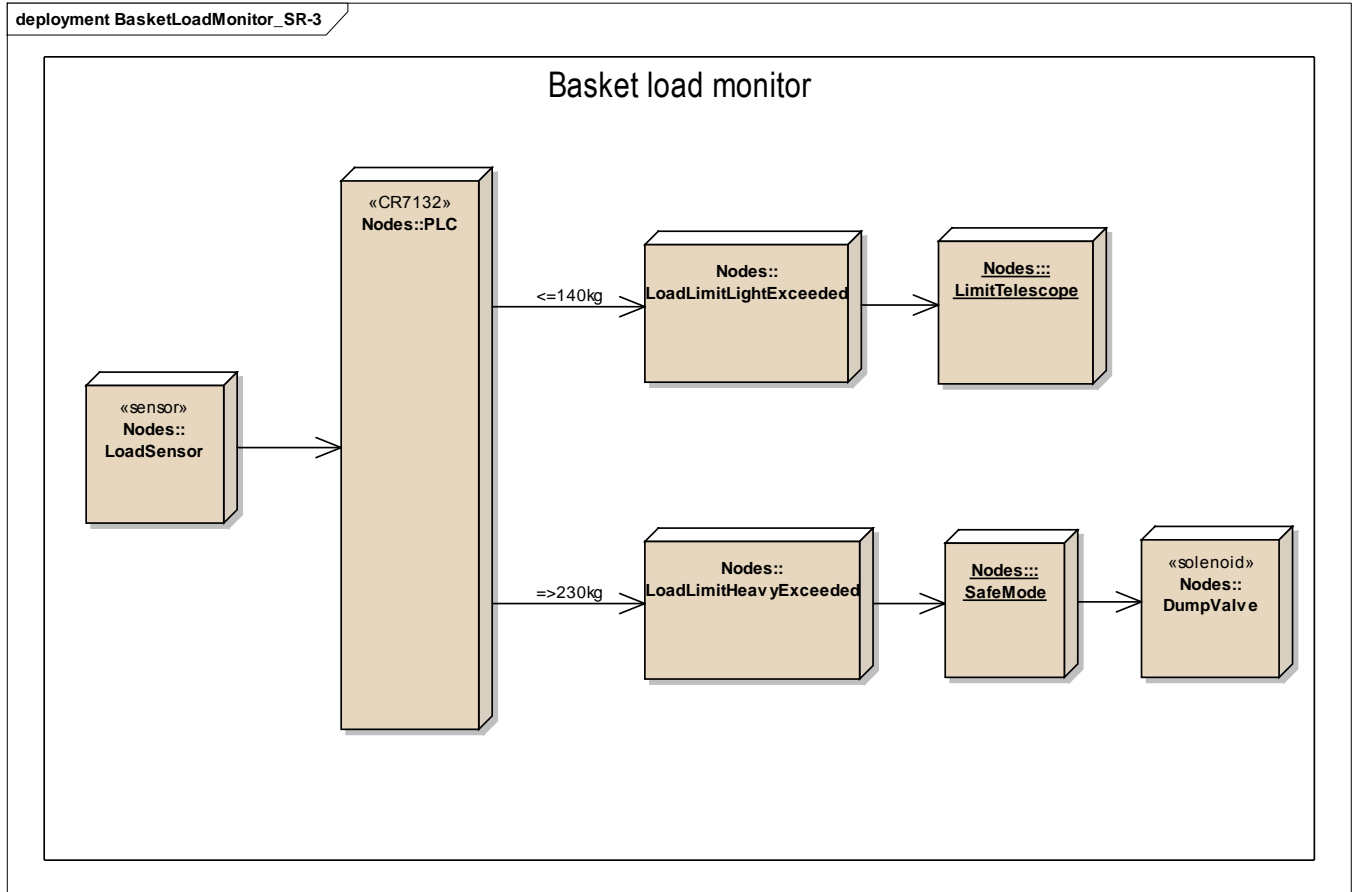 deployment BasketLoadMonitor_SR-3
Basket load monitor
«CR7132»
Nodes::PLC
Nodes::
LoadLimitLightExceeded
Nodes:::
LimitTelescope
<=140kg
«sensor»
Nodes::
LoadSensor
Nodes::
LoadLimitHeavyExceeded
Nodes:::
SafeMode
«solenoid»
Nodes::
DumpValve
=>230kg